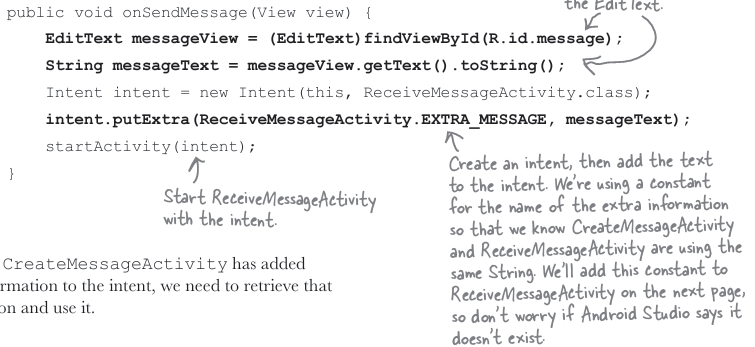 the EditText.
public void onSendMessage(View view) {
EditText messageView = (EditText)findViewById(R.id.message);
String messageText = messageView.getText().toString();
Intent intent = new Intent(this, ReceiveMessageActivity.class);
intent.putExtra(ReceiveMessageActivity.EXTRA_MESSAGE, messageText);
startActivity(intent);
}
Start ReceiveMessageActivity
with the intent.
Create an intent, then add the text
to the intent. We're using a constant
for the name of the extra information
so that we know CreateMessageActivity
and ReceiveMessageActivity are using the
same String. We'll add this constant to
ReceiveMessageActivity on the next page,
so don't worry if Android Studio says it
doesn't exist.
CreateMessageActivity has added
rmation to the intent, we need to retrieve that
on and use it.